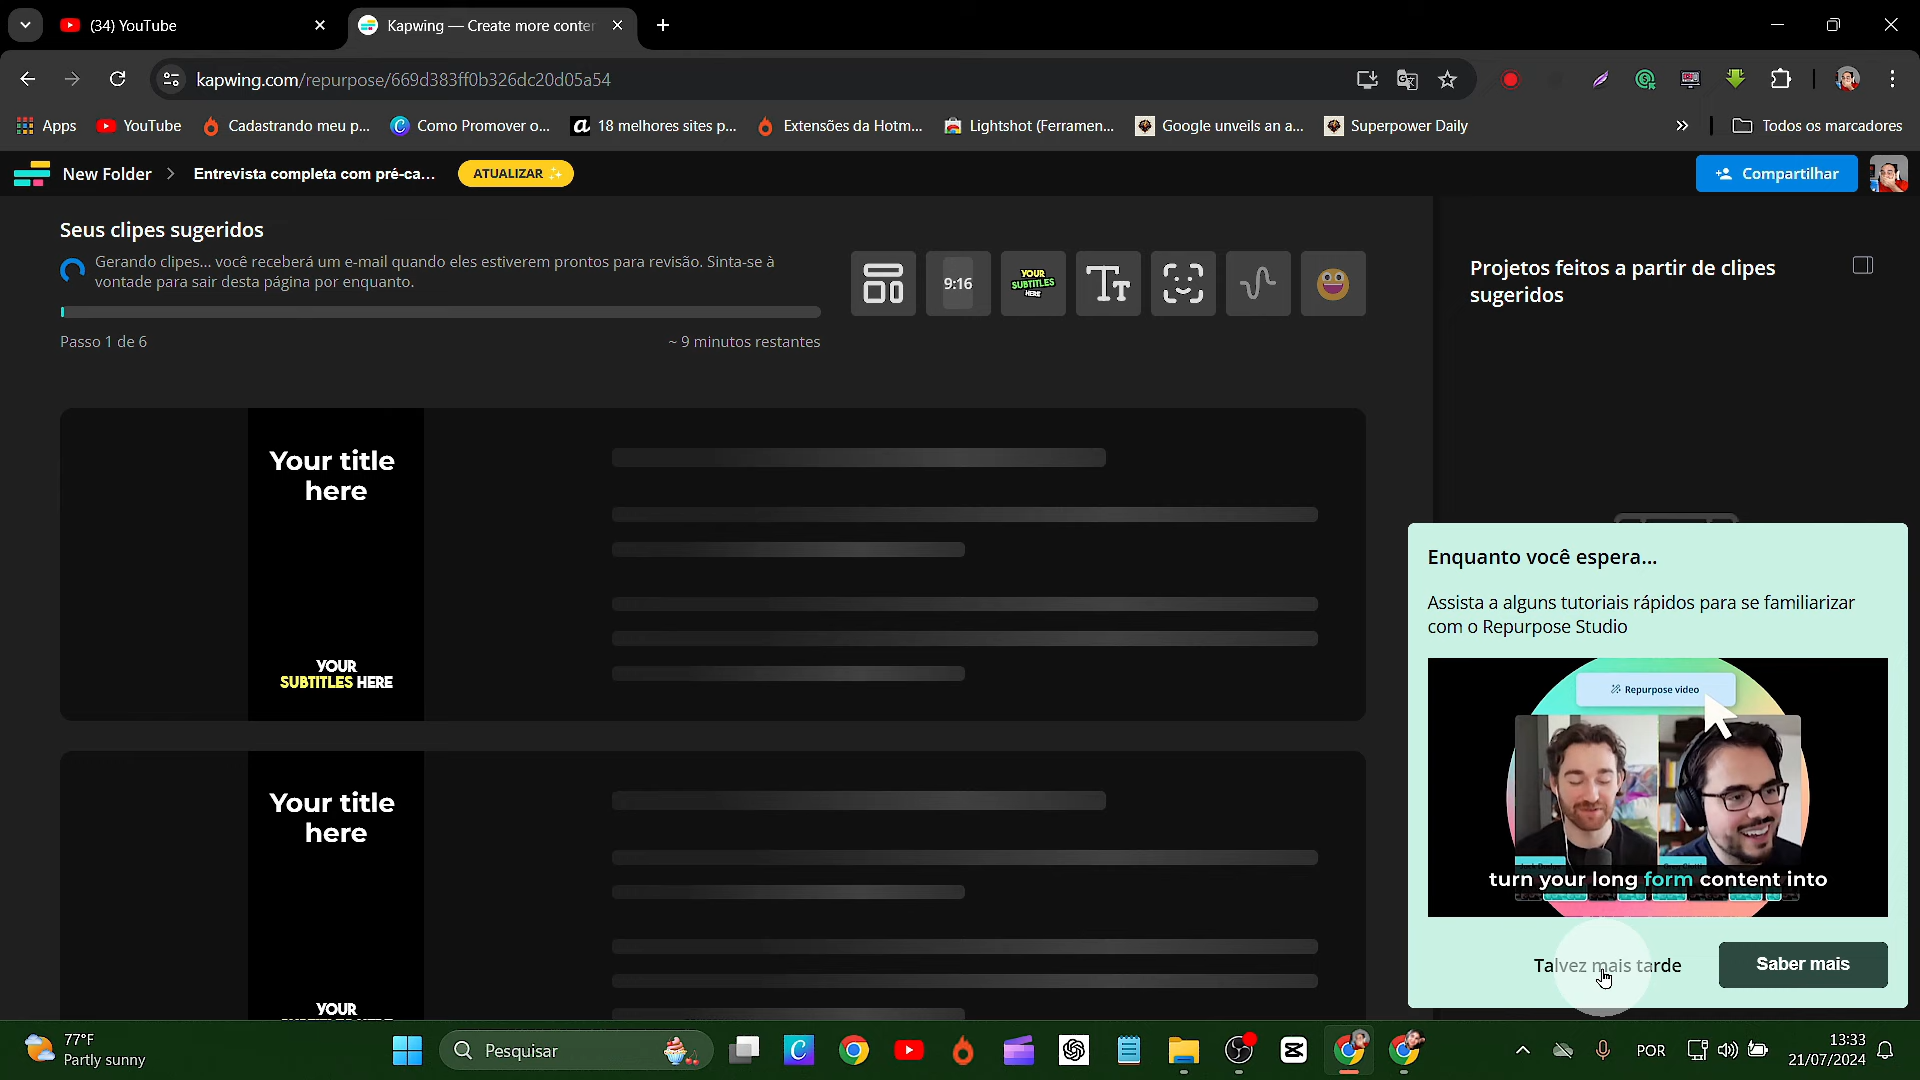 (34) YouTube
Kapwing — Create more conter
kapwing.com/repurpose/669d383ff0b326dc20d05a54
Apps
YouTube
Cadastrando meu p...
Como Promover o...
18 melhores sites p...
Extensões da Hotm...
Lightshot (Ferramen...
Google unveils an a...
Superpower Daily
Todos os marcadores
New Folder
Entrevista completa com pré-ca...
ATUALIZAR
Compartilhar
Seus clipes sugeridos
Gerando clipes... você receberá um e-mail quando eles estiverem prontos para revisão. Sinta-se à
vontade para sair desta página por enquanto.
Passo 1 de 6
~ 9 minutos restantes
9:16
YOUR
SUBTITLES
HERE
Projetos feitos a partir de clipes
sugeridos
Your title
here
YOUR
SUBTITLES HERE
Your title
here
YOUR
Enquanto você espera...
Assista a alguns tutoriais rápidos para se familiarizar
com o Repurpose Studio
Repurpose video
turn your long form content into
Talvez mais tarde
Saber mais
77°F
Partly sunny
Pesquisar
POR
13:33
21/07/2024